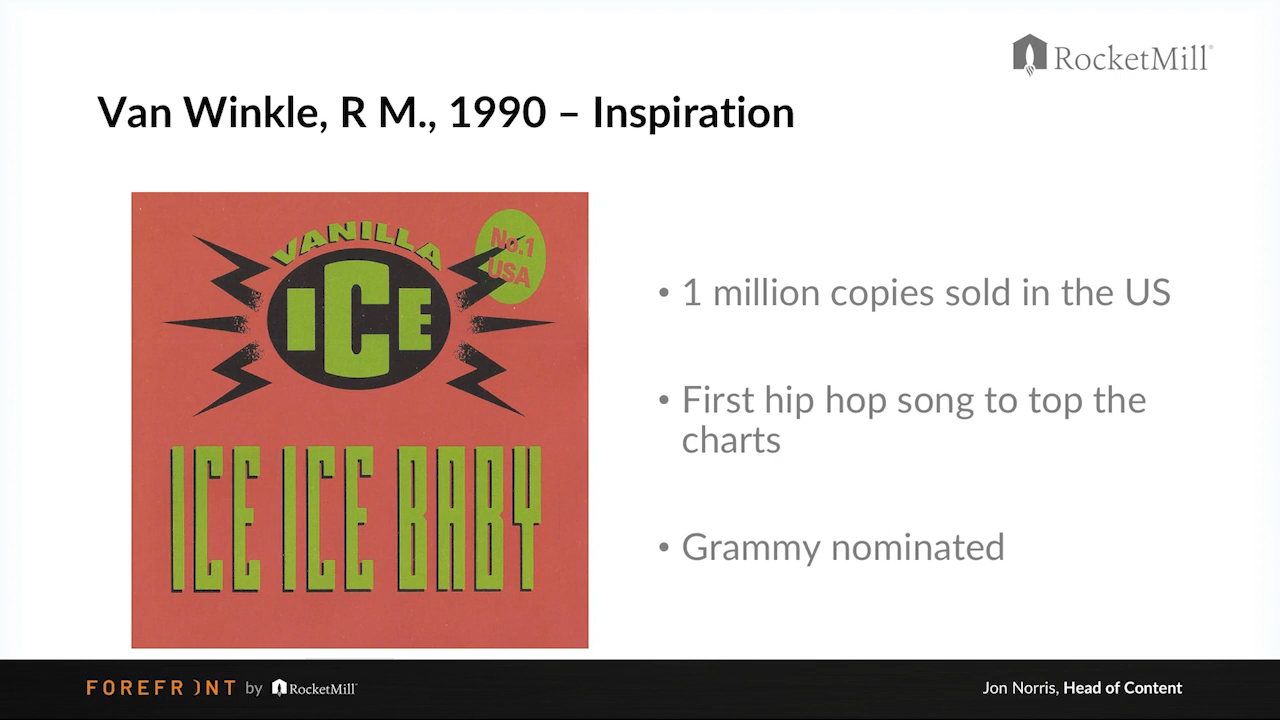 RocketMill®
Van Winkle, R M., 1990 – Inspiration
VANILLA
ICE
No.1
USA
ICE ICE BABY
• 1 million copies sold in the US
• First hip hop song to top the
charts
• Grammy nominated
FOREFRONT by RocketMill
Jon Norris, Head of Content